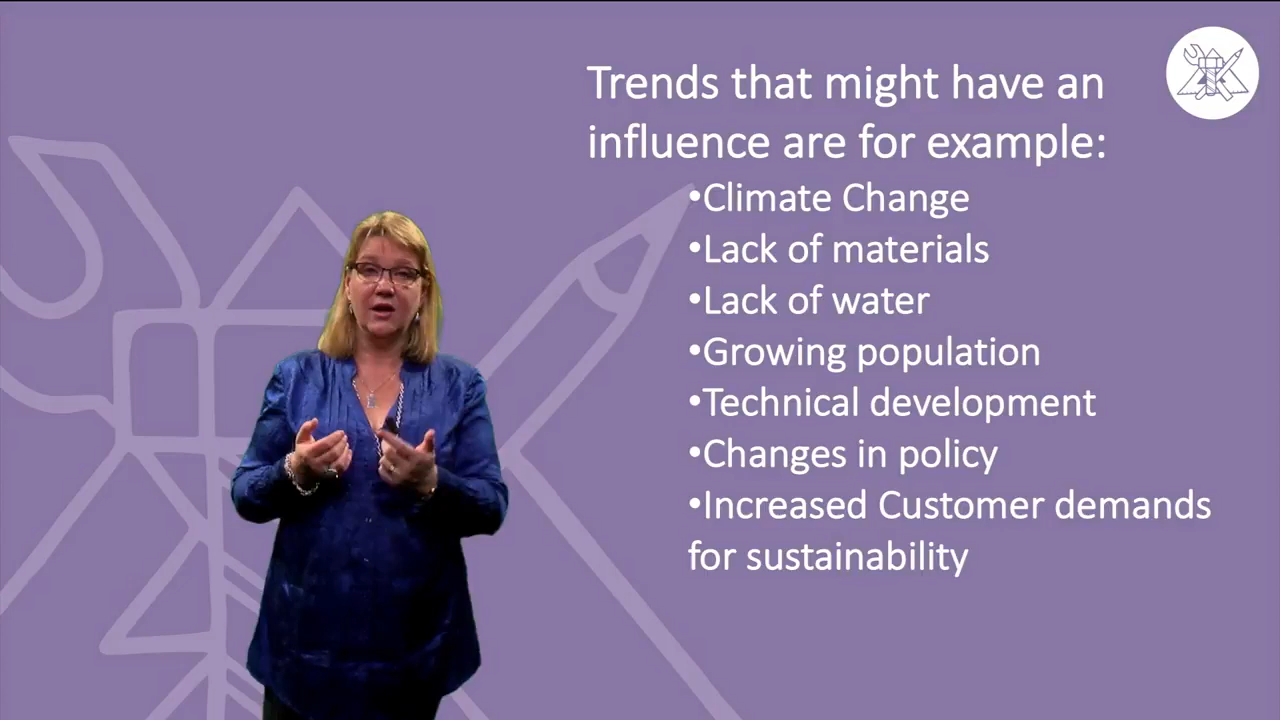 Trends that might have an
influence are for example:
•Climate Change
•Lack of materials
•Lack of water
•Growing population
•Technical development
•Changes in policy
•Increased Customer demands
for sustainability